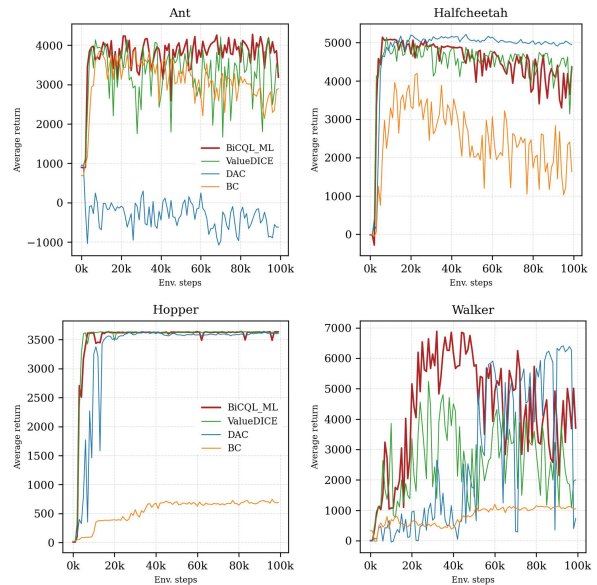 Ant
Average return
4000
3000
2000
1000
0
−1000
BiCQL_ML
ValueDICE
DAC
BC
0k 20k 40k 60k 80k 100k
Env. steps
Halfcheetah
Average return
5000
4000
3000
2000
1000
0
0k 20k 40k 60k 80k 100k
Env. steps
Hopper
Average return
3500
3000
2500
2000
1500
1000
500
0
BiCQL_ML
ValueDICE
DAC
BC
0k 20k 40k 60k 80k 100k
Env. steps
Walker
Average return
7000
6000
5000
4000
3000
2000
1000
0
0k 20k 40k 60k 80k 100k
Env. steps